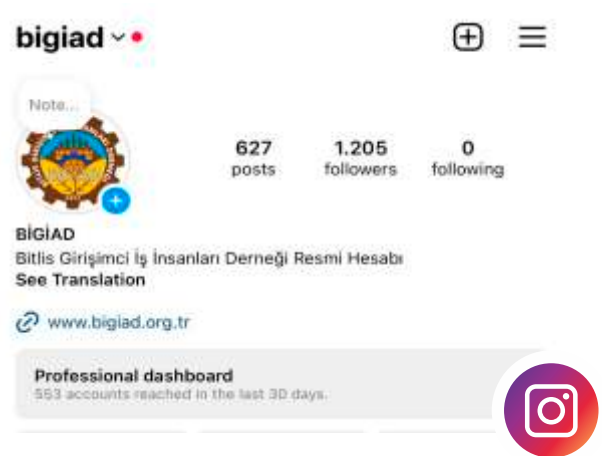 bigiad
Note...
627 1.205 0
posts followers following
BİGİAD
Bitlis Girişimci İş İnsanları Derneği Resmi Hesabı
See Translation
www.bigiad.org.tr
Professional dashboard
553 accounts reached in the last 30 days.